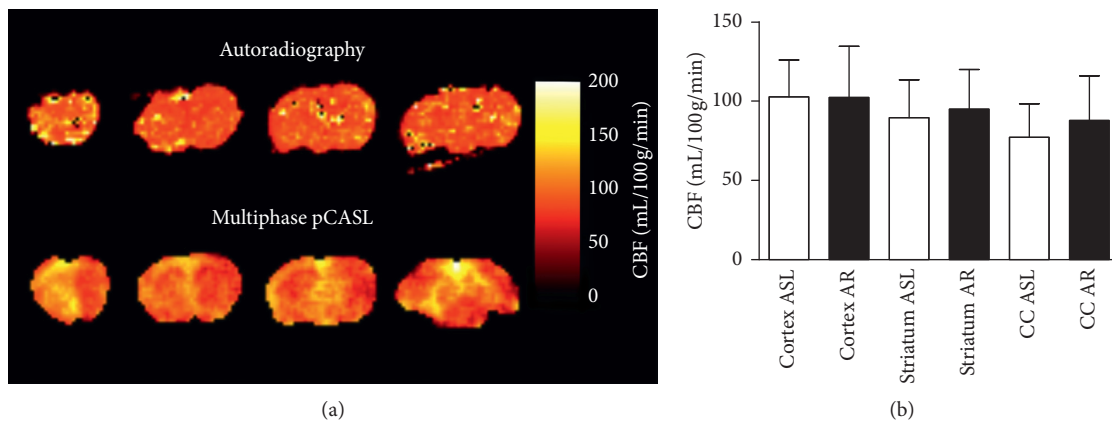 Autoradiography
Multiphase pCASL
200
150
100
50
0
CBF (mL/100g/min)
(a)
150
100
50
0
CBF (mL/100g/min)
Cortex ASL
Cortex AR
Striatum ASL
Striatum AR
CC ASL
CC AR
(b)